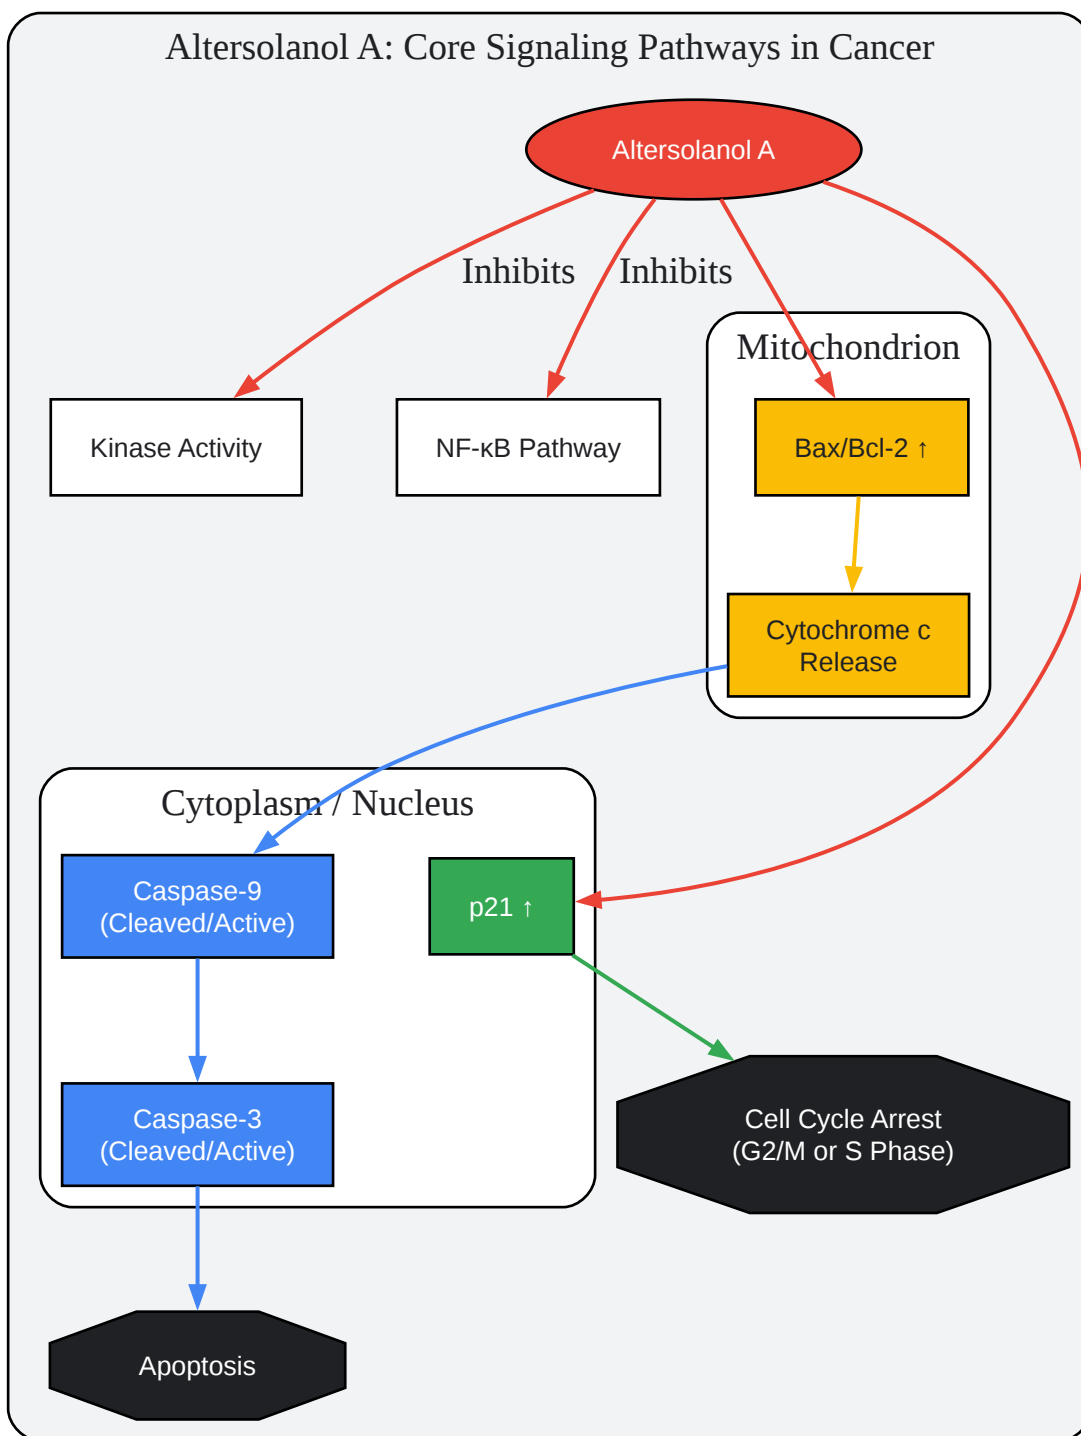 Altersolanol A: Core Signaling Pathways in Cancer
Altersolanol A
Inhibits
Inhibits
Mitochondrion
Kinase Activity
NF-κB Pathway
Bax/Bcl-2 ↑
Cytochrome c
Release
Cytoplasm / Nucleus
Caspase-9
(Cleaved/Active)
p21 ↑
Caspase-3
(Cleaved/Active)
Cell Cycle Arrest
(G2/M or S Phase)
Apoptosis